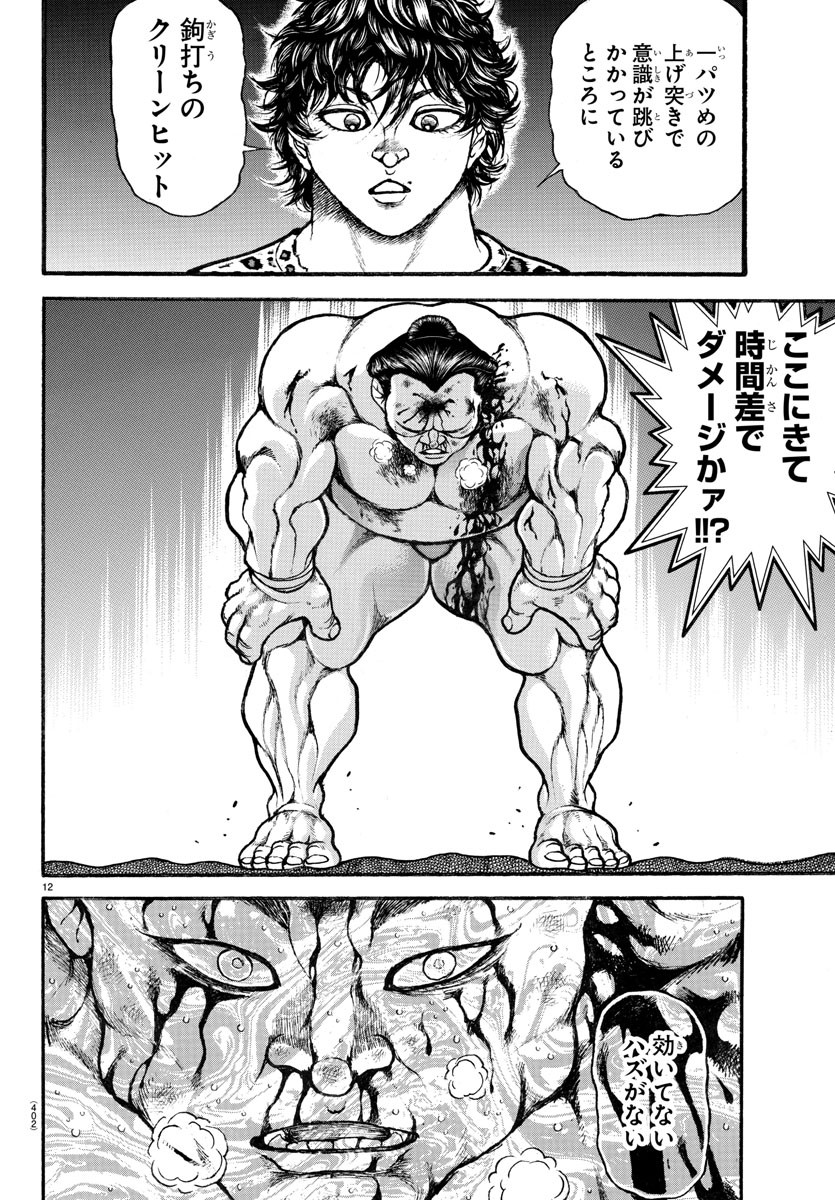 一パツめの
上げ突きで
意識が跳び
かかっている
ところに
鉤打ちの
クリーンヒット
ここにきて
時間差で
ダメージかァ!!?
12
効いてない
ハズがない
(402)